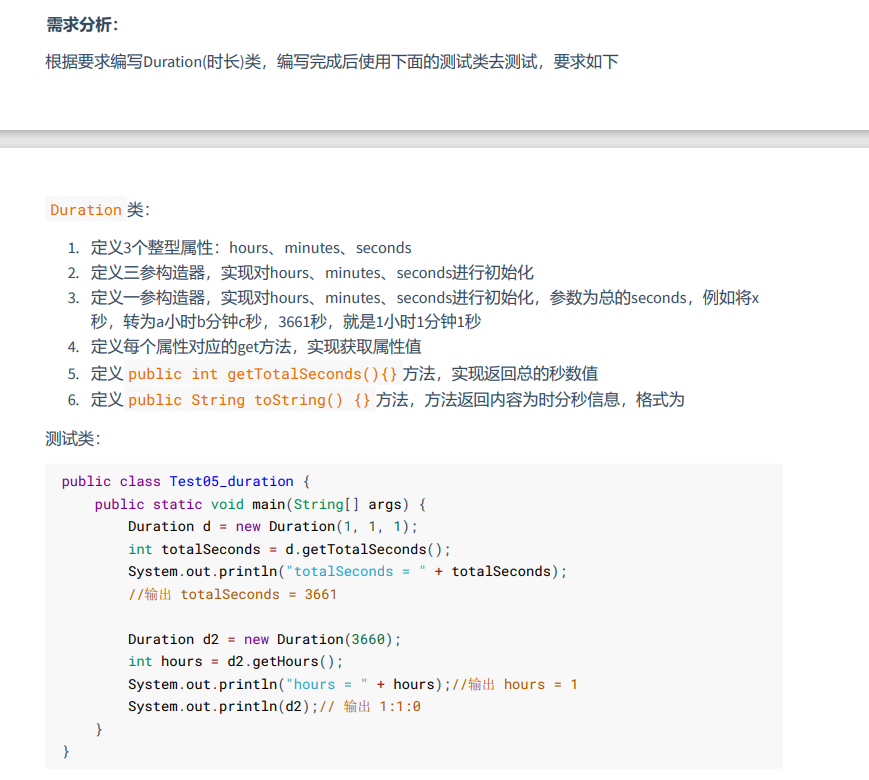 需求分析：
根据要求编写Duration(时长)类，编写完成后使用下面的测试类去测试，要求如下
Duration 类：
1. 定义3个整型属性：hours、minutes、seconds
2. 定义三参构造器，实现对hours、minutes、seconds进行初始化
3. 定义一参构造器，实现对hours、minutes、seconds进行初始化，参数为总的seconds，例如将x
秒，转为a小时b分钟c秒，3661秒，就是1小时1分钟1秒
4. 定义每个属性对应的get方法，实现获取属性值
5. 定义 public int getTotalSeconds(){} 方法，实现返回总的秒数值
6. 定义 public String toString() {} 方法，方法返回内容为时分秒信息，格式为
测试类：
public class Test05_duration {
    public static void main(String[] args) {
        Duration d = new Duration(1, 1, 1);
        int totalSeconds = d.getTotalSeconds();
        System.out.println("totalSeconds = " + totalSeconds);
        //输出 totalSeconds = 3661
        Duration d2 = new Duration(3660);
        int hours = d2.getHours();
        System.out.println("hours = " + hours);//输出 hours = 1
        System.out.println(d2);// 输出 1:1:0
    }
}